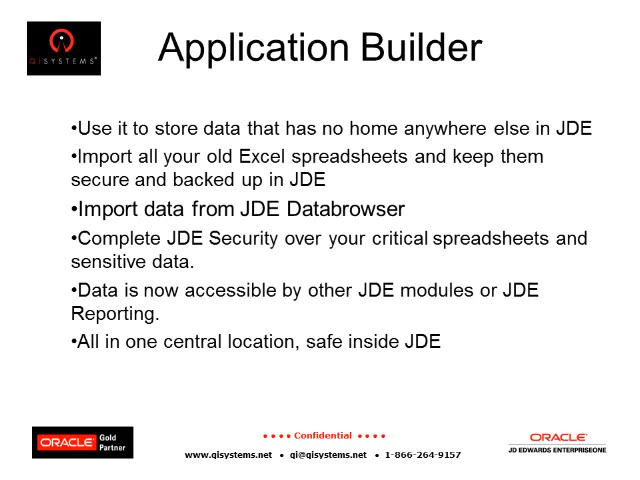 QISYSTEMS®
Application Builder
•Use it to store data that has no home anywhere else in JDE
•Import all your old Excel spreadsheets and keep them
secure and backed up in JDE
•Import data from JDE Databrowser
•Complete JDE Security over your critical spreadsheets and
sensitive data.
•Data is now accessible by other JDE modules or JDE
Reporting.
•All in one central location, safe inside JDE
ORACLE Gold
Partner
• • • • Confidential • • • •
www.qisystems.net • qi@qisystems.net • 1-866-264-9157
ORACLE
JD EDWARDS ENTERPRISEONE